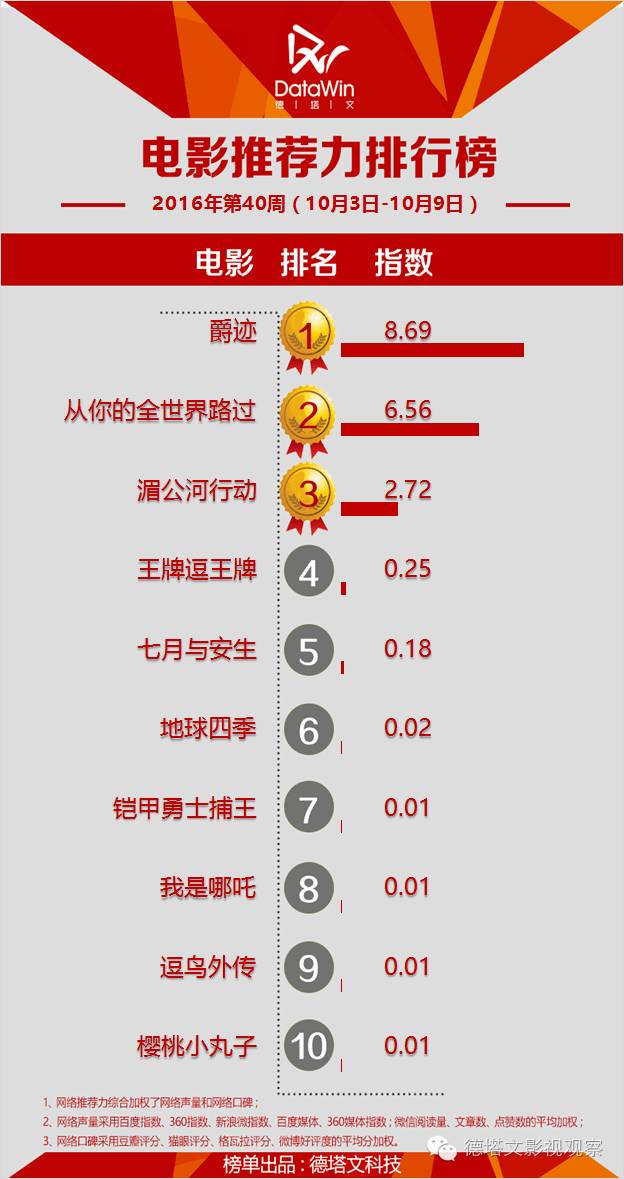 DataWin
德|塔|文
电影推荐力排行榜
2016年第40周（10月3日-10月9日）
电影 排名 指数
爵迹 1 8.69
从你的全世界路过 2 6.56
湄公河行动 3 2.72
王牌逗王牌 4 0.25
七月与安生 5 0.18
地球四季 6 0.02
铠甲勇士捕王 7 0.01
我是哪吒 8 0.01
逗鸟外传 9 0.01
樱桃小丸子 10 0.01
1、网络推荐力综合加权了网络声量和网络口碑；
2、网络声量采用百度指数、360指数、新浪微指数、百度媒体、360媒体指数；微信阅读量、文章数、点赞数的平均加权；
3、网络口碑采用豆瓣评分、猫眼评分、格瓦拉评分、微博好评度的平均分加权。
德塔文影视观察
榜单出品：德塔文科技